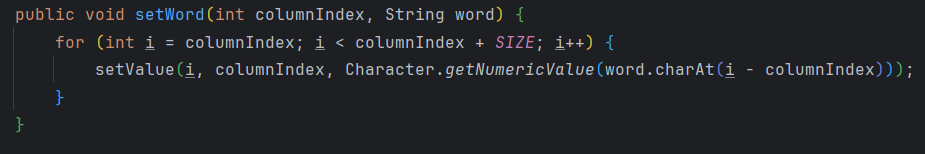 public void setWord(int columnIndex, String word) {
for (int i = columnIndex; i < columnIndex + SIZE; i++) {
setValue(i, columnIndex, Character.getNumericValue(word.charAt(i - columnIndex)));
}
}